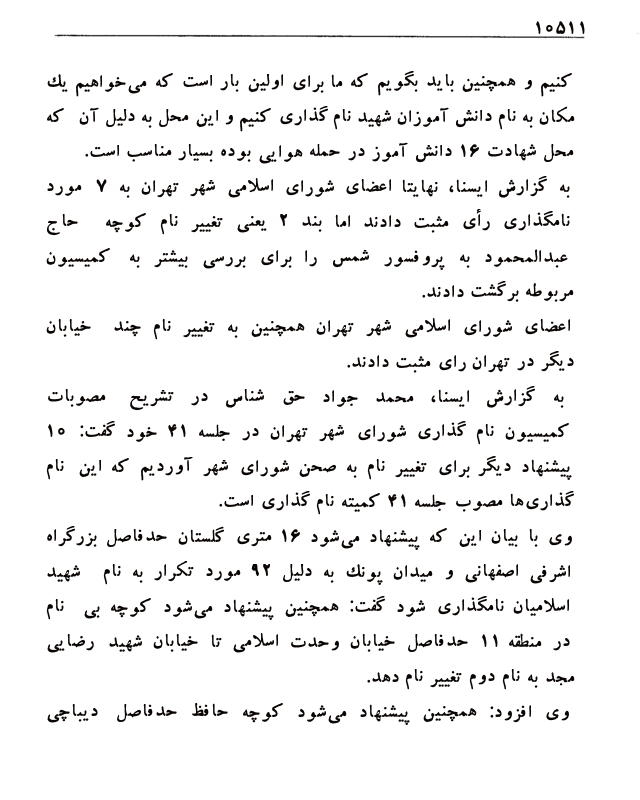 ۱۰۵۱۱
کنیم و همچنین باید بگویم که ما برای اولین بار است که می‌خواهیم یك
مکان به نام دانش آموزان شهید نام گذاری کنیم و این محل به دلیل آن که
محل شهادت ۱۶ دانش آموز در حمله هوایی بوده بسیار مناسب است.
به گزارش ایسنا، نهایتا اعضای شورای اسلامی شهر تهران به ۷ مورد
نامگذاری رأی مثبت دادند اما بند ۲ یعنی تغییر نام کوچه حاج
عبدالمحمود به پروفسور شمس را برای بررسی بیشتر به کمیسیون
مربوطه برگشت دادند.
اعضای شورای اسلامی شهر تهران همچنین به تغییر نام چند خیابان
دیگر در تهران رای مثبت دادند.
به گزارش ایسنا، محمد جواد حق شناس در تشریح مصوبات
کمیسیون نام گذاری شورای شهر تهران در جلسه ۴۱ خود گفت: ۱۵
پیشنهاد دیگر برای تغییر نام به صحن شورای شهر آوردیم که این نام
گذاری‌ها مصوب جلسه ۴۱ کمیته نام گذاری است.
وی با بیان این که پیشنهاد می‌شود ۱۶ متری گلستان حدفاصل بزرگراه
اشرفی اصفهانی و میدان پونك به دلیل ۹۲ مورد تکرار به نام شهید
اسلامیان نامگذاری شود گفت: همچنین پیشنهاد می‌شود کوچه بی نام
در منطقه ۱۱ حدفاصل خیابان وحدت اسلامی تا خیابان شهید رضایی
مجد به نام دوم تغییر نام دهد.
وی افزود: همچنین پیشنهاد می‌شود کوچه حافظ حدفاصل دیباچی